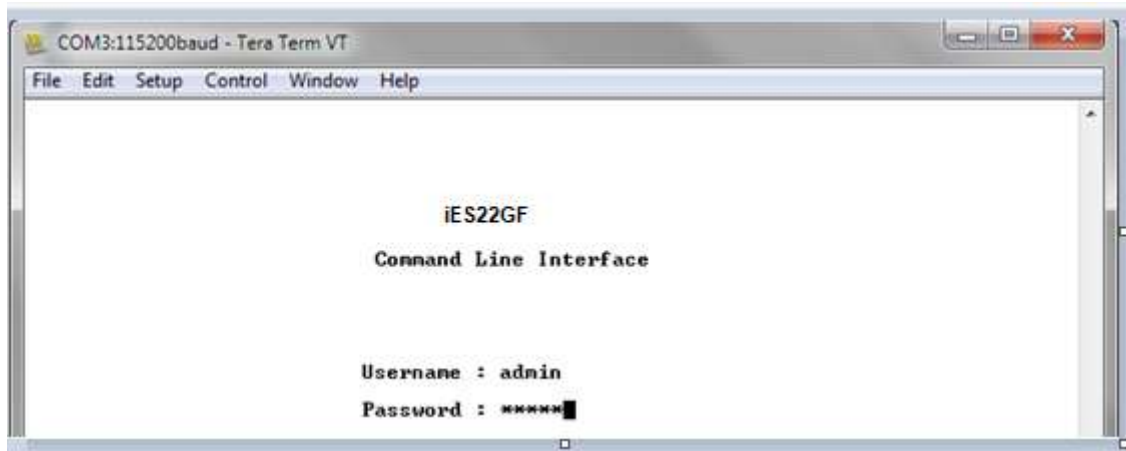 COM3:115200baud - Tera Term VT
File Edit Setup Control Window Help
iES22GF
Command Line Interface
Username : admin
Password : *****